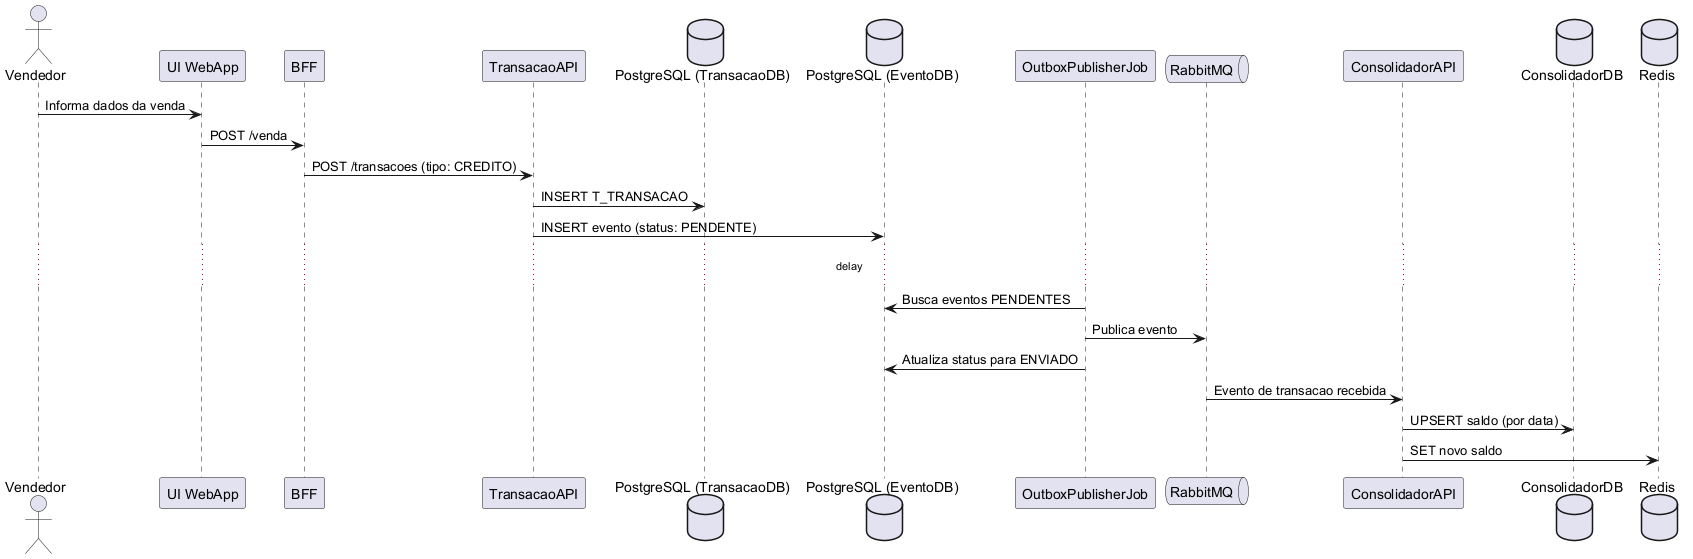 Vendedor
UI WebApp
BFF
TransacaoAPI
PostgreSQL (TransacaoDB)
PostgreSQL (EventoDB)
OutboxPublisherJob
RabbitMQ
ConsolidadorAPI
ConsolidadorDB
Redis
Informa dados da venda
POST /venda
POST /transacoes (tipo: CREDITO)
INSERT T_TRANSACAO
INSERT evento (status: PENDENTE)
delay
Busca eventos PENDENTES
Publica evento
Atualiza status para ENVIADO
Evento de transacao recebida
UPSERT saldo (por data)
SET novo saldo
Vendedor
UI WebApp
BFF
TransacaoAPI
PostgreSQL (TransacaoDB)
PostgreSQL (EventoDB)
OutboxPublisherJob
RabbitMQ
ConsolidadorAPI
ConsolidadorDB
Redis